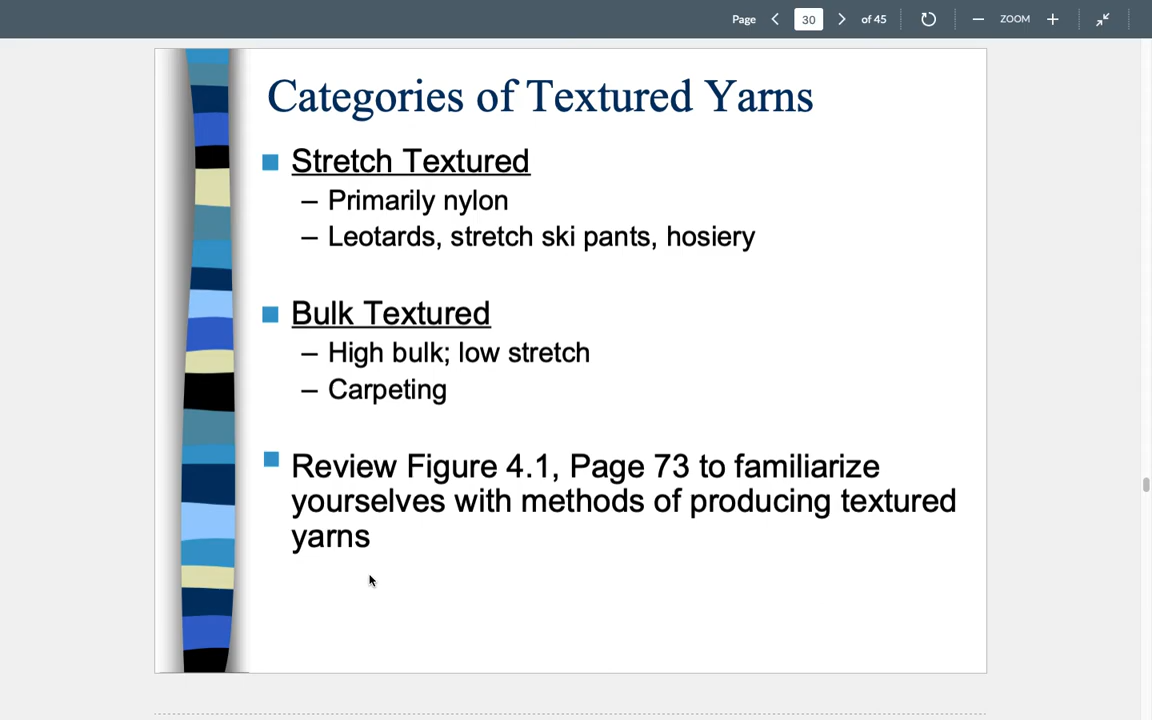 Page 30 of 45 ZOOM
Categories of Textured Yarns
Stretch Textured
– Primarily nylon
– Leotards, stretch ski pants, hosiery
Bulk Textured
– High bulk; low stretch
– Carpeting
Review Figure 4.1, Page 73 to familiarize
yourselves with methods of producing textured
yarns